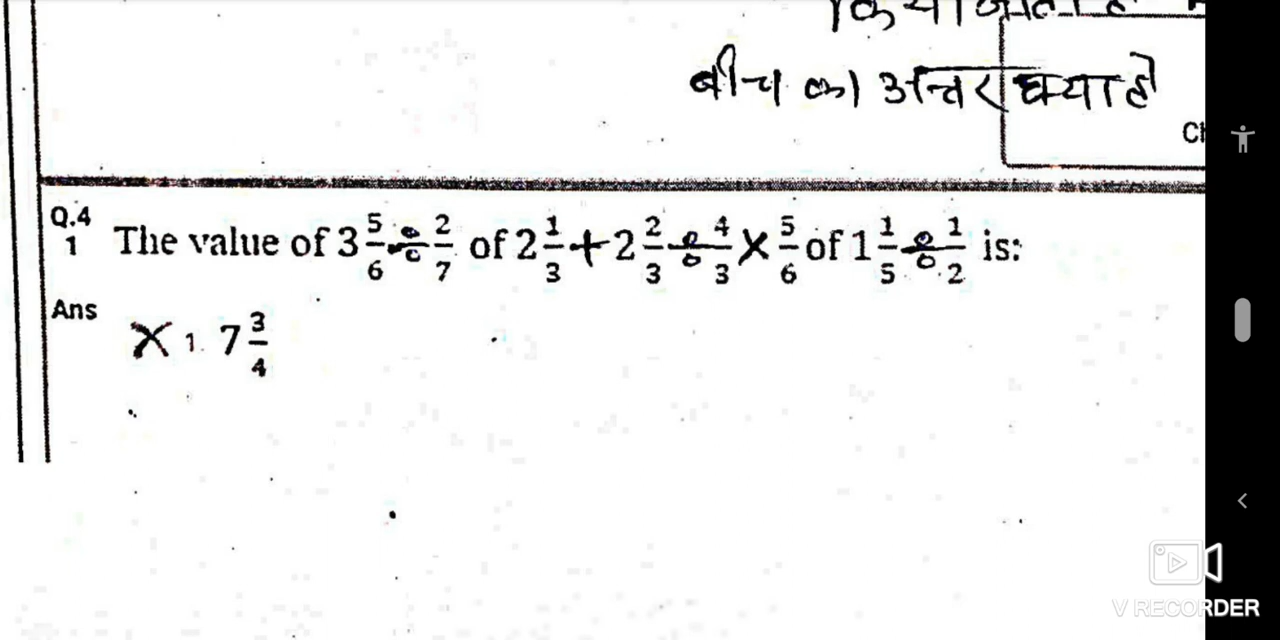 बीच का अन्तर क्या है
Q.4
1 The value of 3 5/6 ÷ 2/7 of 2 1/3 + 2 2/3 ÷ 4/3 × 5/6 of 1 1/5 ÷ 1/2 is:
Ans
X 1. 7 3/4
V RECORDER